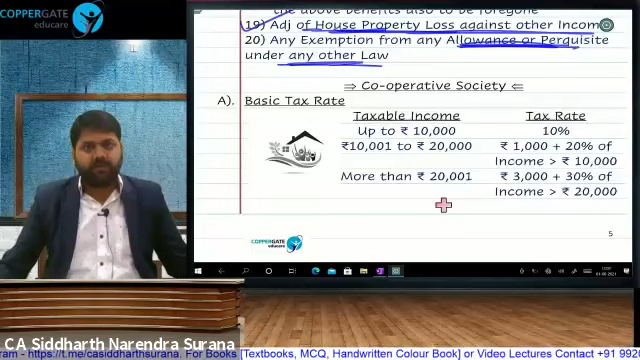 COPPERGATE
educare
the above benefits also to be foregone
19) Adj of House Property Loss against other Income
20) Any Exemption from any Allowance or Perquisite
under any other Law
⇒ Co-operative Society ⇐
A). Basic Tax Rate
Taxable Income Tax Rate
Up to ₹ 10,000 10%
₹10,001 to ₹ 20,000 ₹ 1,000 + 20% of
Income > ₹ 10,000
More than ₹ 20,001 ₹ 3,000 + 30% of
Income > ₹ 20,000
COPPERGATE
educare
5
01-06-2021
CA Siddharth Narendra Surana
ram - https://t.me/casiddharthsurana. For Books [Textbooks, MCQ, Handwritten Colour Book] or Video Lectures Contact +91 992